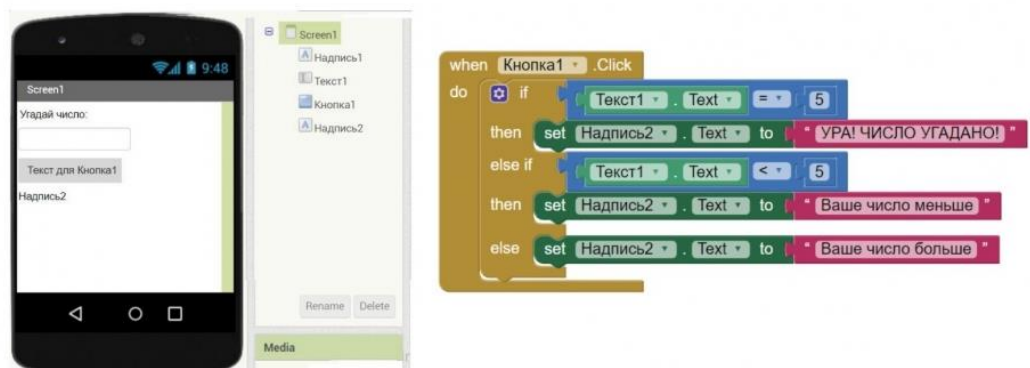 9:48
Screen1
Угадай число:
Текст для Кнопка1
Надпись2
Screen1
Надпись1
Текст1
Кнопка1
Надпись2
Rename Delete
Media
when Кнопка1 .Click
do if Текст1 . Text = 5
then set Надпись2 . Text to " УРА! ЧИСЛО УГАДАНО! "
else if Текст1 . Text < 5
then set Надпись2 . Text to " Ваше число меньше "
else set Надпись2 . Text to " Ваше число больше "